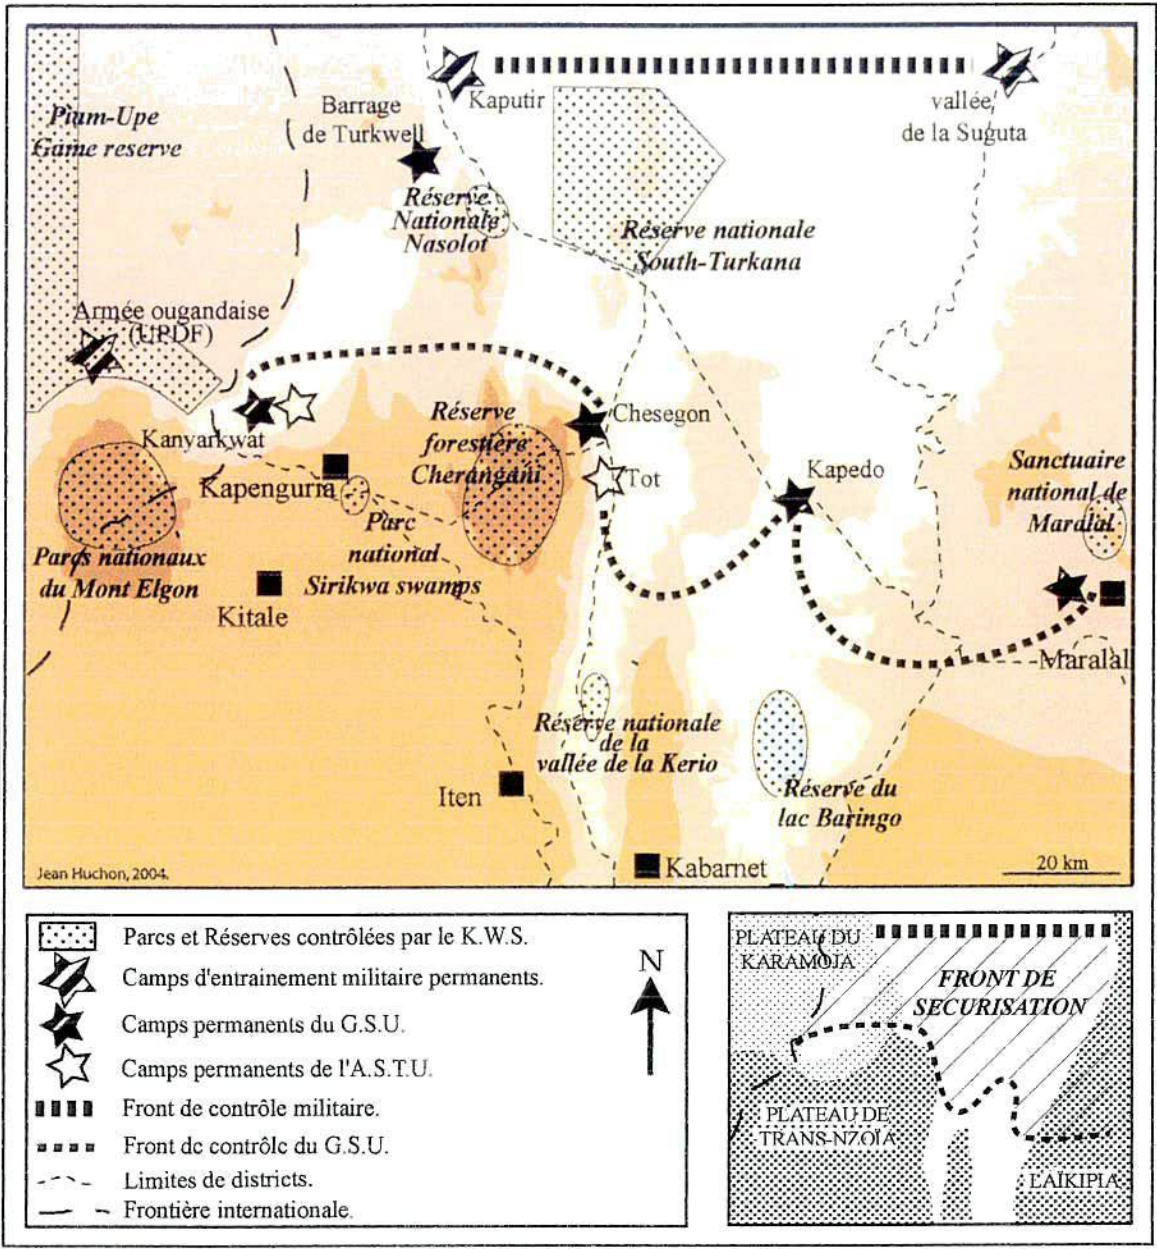 Kaputir
vallée
de la Suguta
Barrage
de Turkwell
Pium-Upe
Game reserve
Réserve
Nationale
Nasolot
Réserve nationale
South-Turkana
Armée ougandaise
(UPDF)
Kanyarkwat
Réserve
forestière
Cherangani
Chesegon
Tot
Kapedo
Sanctuaire
national de
Maralal
Kapenguria
Parc
national
Sirikwa swamps
Parcs nationaux
du Mont Elgon
Kitale
Maralal
Réserve nationale
de la
vallée de la Kerio
Iten
Réserve du
lac Baringo
Kabarnet
20 km
Jean Huchon, 2004.
Parcs et Réserves contrôlées par le K.W.S.
Camps d'entrainement militaire permanents.
Camps permanents du G.S.U.
Camps permanents de l'A.S.T.U.
Front de contrôle militaire.
Front de contrôle du G.S.U.
Limites de districts.
Frontière internationale.
N
PLATEAU DU
KARAMOJA
FRONT DE
SECURISATION
PLATEAU DE
TRANS-NZOÏA
LAÏKIPIA